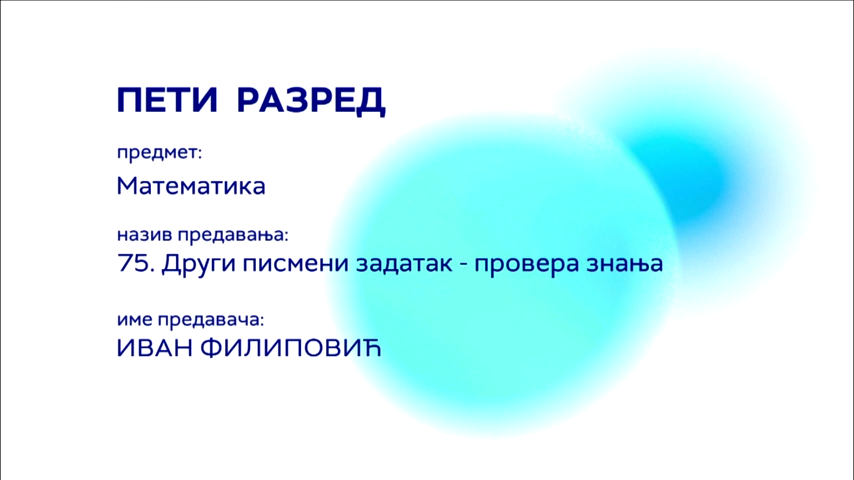 ПЕТИ РАЗРЕД
предмет:
Математика
назив предавања:
75. Други писмени задатак - провера знања
име предавача:
ИВАН ФИЛИПОВИЋ